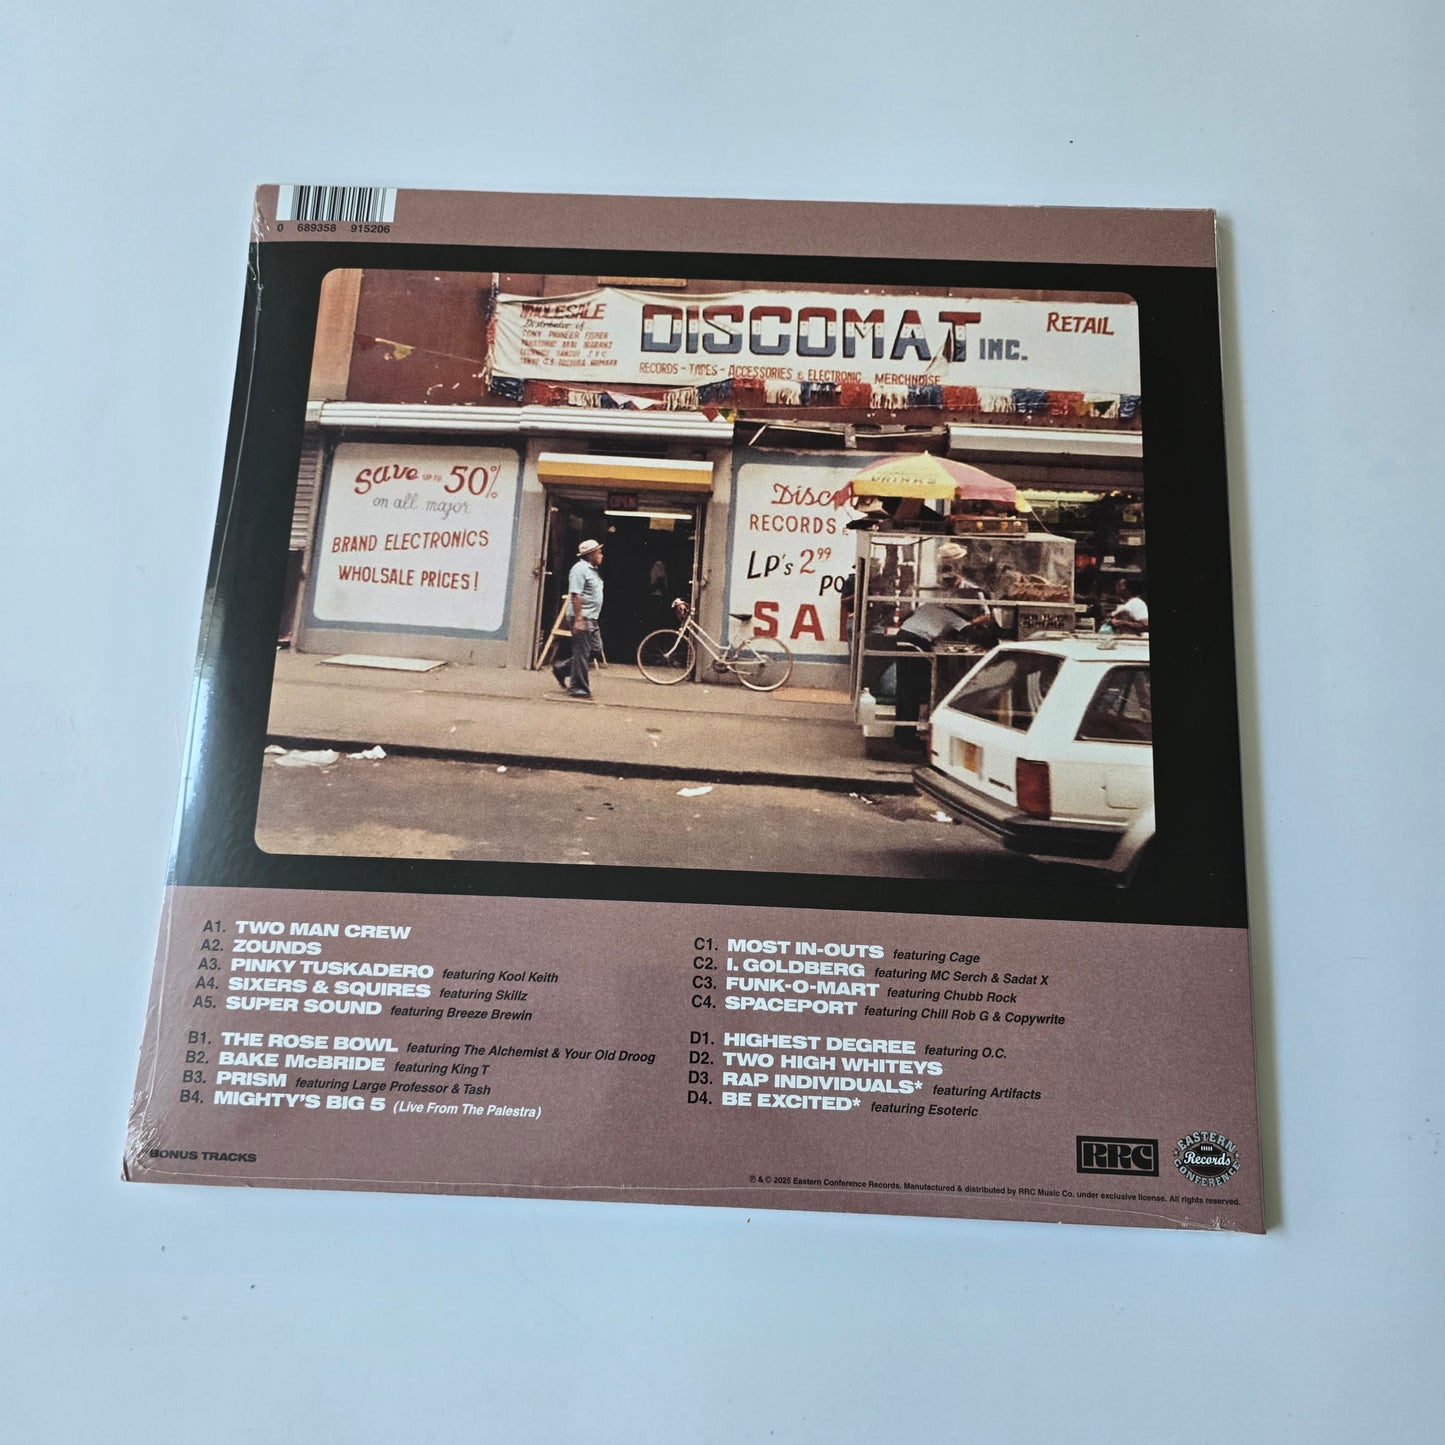 0 689358 915206
WHOLESALE
Distributor of
DISCOMAT INC.
RETAIL
RECORDS - TAPES - ACCESSORIES & ELECTRONIC MERCHNDISE
Save UP TO 50%
on all major
BRAND ELECTRONICS
WHOLSALE PRICES!
OPEN
DRINKS
RECORDS
LP's 2 99
SA
A1. TWO MAN CREW
A2. ZOUNDS
A3. PINKY TUSKADERO featuring Kool Keith
A4. SIXERS & SQUIRES featuring Skillz
A5. SUPER SOUND featuring Breeze Brewin
B1. THE ROSE BOWL featuring The Alchemist & Your Old Droog
B2. BAKE McBRIDE featuring King T
B3. PRISM featuring Large Professor & Tash
B4. MIGHTY'S BIG 5 (Live From The Palestra)
C1. MOST IN-OUTS featuring Cage
C2. I. GOLDBERG featuring MC Serch & Sadat X
C3. FUNK-O-MART featuring Chubb Rock
C4. SPACEPORT featuring Chill Rob G & Copywrite
D1. HIGHEST DEGREE featuring O.C.
D2. TWO HIGH WHITEYS
D3. RAP INDIVIDUALS* featuring Artifacts
D4. BE EXCITED* featuring Esoteric
BONUS TRACKS
RRC
EASTERN
Records
CONFERENCE
℗ & © 2025 Eastern Conference Records. Manufactured & distributed by RRC Music Co. under exclusive license. All rights reserved.